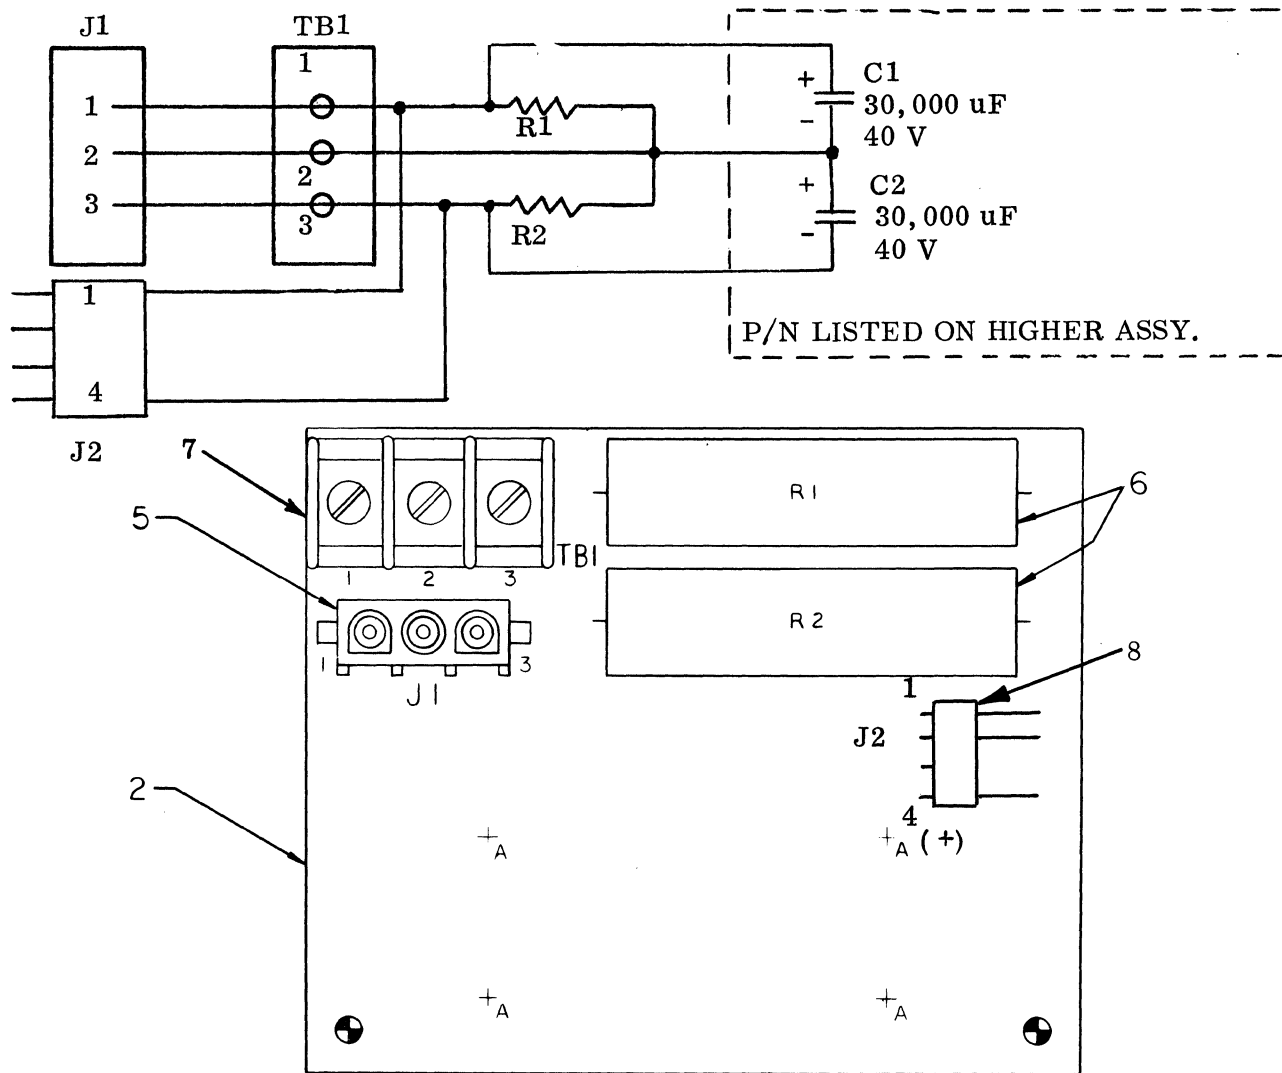 J1
TB1
1
1
2
2
3
3
R1
R2
+
C1
30,000 uF
-
40 V
+
C2
30,000 uF
-
40 V
P/N LISTED ON HIGHER ASSY.
1
4
J2
7
5
R1
6
TB1
1 2 3
R2
1 3
J1
8
1
J2
4
2
A
A (+)
A
A